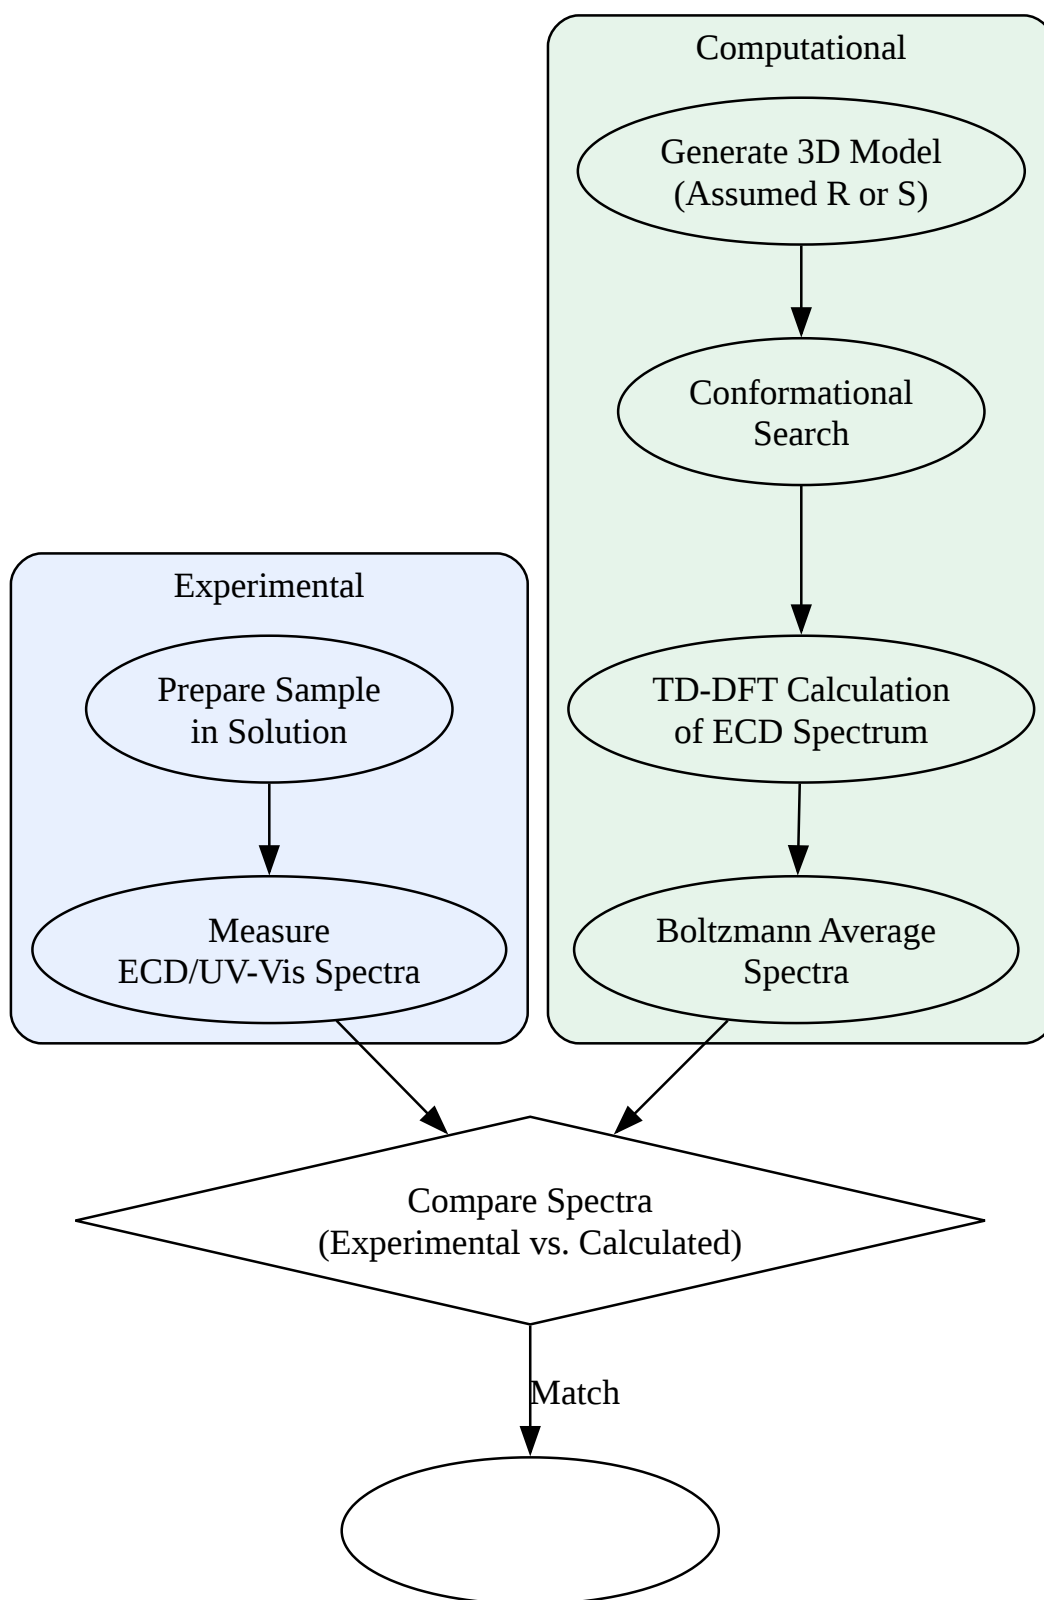 Computational
Generate 3D Model
(Assumed R or S)
Conformational
Search
Experimental
Prepare Sample
in Solution
TD-DFT Calculation
of ECD Spectrum
Measure
ECD/UV-Vis Spectra
Boltzmann Average
Spectra
Compare Spectra
(Experimental vs. Calculated)
Match